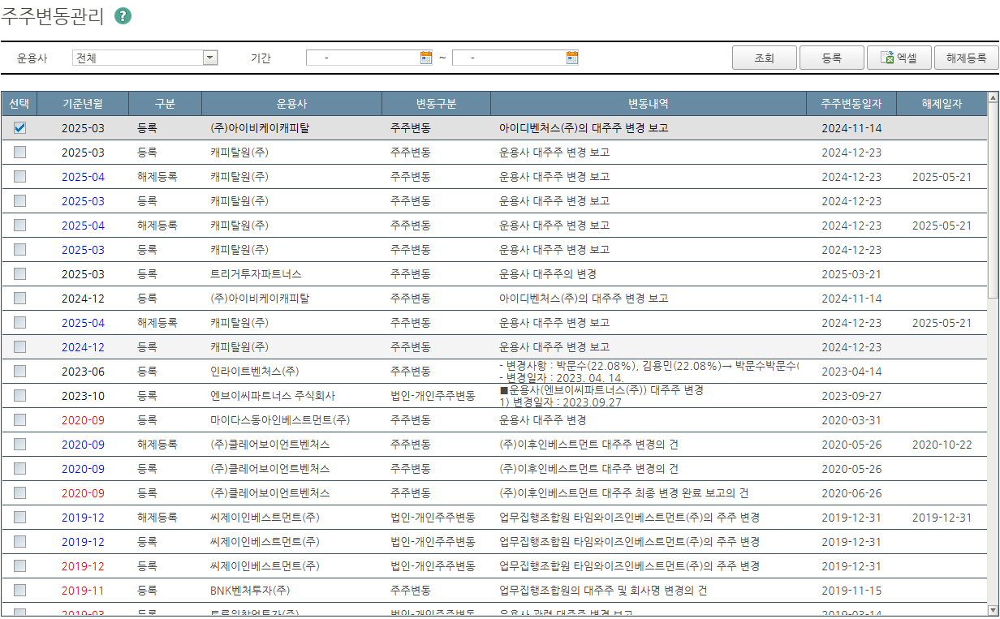 주주변동관리 ?
운용사 전체 기간 - ~ - 조회 등록 엑셀 해제등록
선택 기준년월 구분 운용사 변동구분 변동내역 주주변동일자 해제일자
2025-03 등록 (주)아이비케이캐피탈 주주변동 아이디벤처스(주)의 대주주 변경 보고 2024-11-14
2025-03 등록 캐피탈원(주) 주주변동 운용사 대주주 변경 보고 2024-12-23
2025-04 해제등록 캐피탈원(주) 주주변동 운용사 대주주 변경 보고 2024-12-23 2025-05-21
2025-03 등록 캐피탈원(주) 주주변동 운용사 대주주 변경 보고 2024-12-23
2025-04 해제등록 캐피탈원(주) 주주변동 운용사 대주주 변경 보고 2024-12-23 2025-05-21
2025-03 등록 캐피탈원(주) 주주변동 운용사 대주주 변경 보고 2024-12-23
2025-03 등록 트리거투자파트너스 주주변동 운용사 대주주의 변경 2025-03-21
2024-12 등록 (주)아이비케이캐피탈 주주변동 아이디벤처스(주)의 대주주 변경 보고 2024-11-14
2025-04 해제등록 캐피탈원(주) 주주변동 운용사 대주주 변경 보고 2024-12-23 2025-05-21
2024-12 등록 캐피탈원(주) 주주변동 운용사 대주주 변경 보고 2024-12-23
2023-06 등록 인라이트벤처스(주) 주주변동 - 변경사항 : 박문수(22.08%), 김용민(22.08%)→ 박문수박문수( 2023-04-14
- 변경일자 : 2023. 04. 14.
2023-10 등록 엔브이씨파트너스 주식회사 법인-개인주주변동 ■운용사(엔브이씨파트너스(주)) 대주주 변경 2023-09-27
1) 변경일자 : 2023.09.27
2020-09 등록 마이다스동아인베스트먼트(주) 주주변동 운용사 대주주 변경 2020-03-31
2020-09 해제등록 (주)클레어보이언트벤처스 주주변동 (주)이후인베스트먼트 대주주 변경의 건 2020-05-26 2020-10-22
2020-09 등록 (주)클레어보이언트벤처스 주주변동 (주)이후인베스트먼트 대주주 변경의 건 2020-05-26
2020-09 등록 (주)클레어보이언트벤처스 주주변동 (주)이후인베스트먼트 대주주 최종 변경 완료 보고의 건 2020-06-26
2019-12 해제등록 씨제이인베스트먼트(주) 법인-개인주주변동 업무집행조합원 타임와이즈인베스트먼트(주)의 주주 변경 2019-12-31 2019-12-31
2019-12 등록 씨제이인베스트먼트(주) 법인-개인주주변동 업무집행조합원 타임와이즈인베스트먼트(주)의 주주 변경 2019-12-31
2019-12 등록 씨제이인베스트먼트(주) 법인-개인주주변동 업무집행조합원 타임와이즈인베스트먼트(주)의 주주 변경 2019-12-31
2019-11 등록 BNK벤처투자(주) 주주변동 업무집행조합원의 대주주 및 회사명 변경의 건 2019-11-15
2019-03 등록 법인-개인주주변동 운용사 관련 대주주 변경 보고 2019-03-14